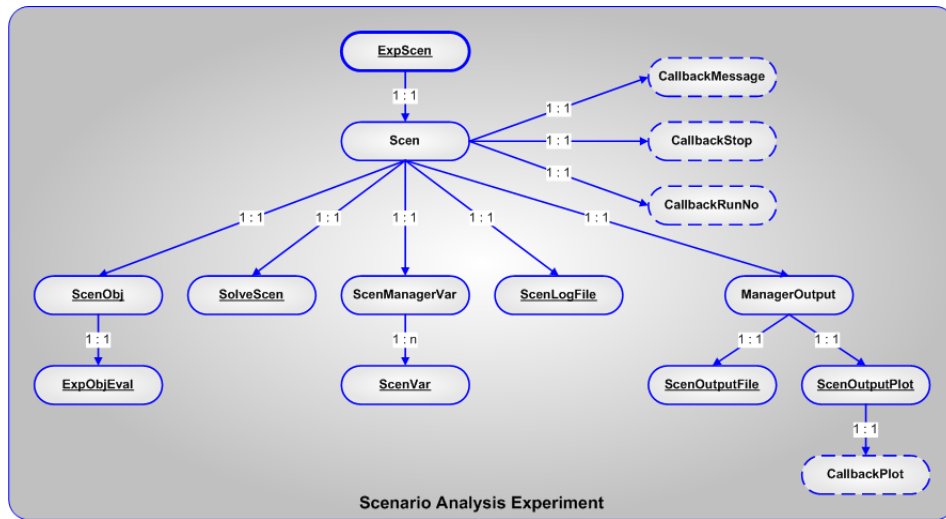 ExpScen
CallbackMessage
1 : 1
1 : 1
Scen
1 : 1
CallbackStop
1 : 1
CallbackRunNo
1 : 1
1 : 1
1 : 1
1 : 1
1 : 1
ScenObj
SolveScen
ScenManagerVar
ScenLogFile
ManagerOutput
1 : 1
1 : n
1 : 1
1 : 1
ExpObjEval
ScenVar
ScenOutputFile
ScenOutputPlot
1 : 1
CallbackPlot
Scenario Analysis Experiment